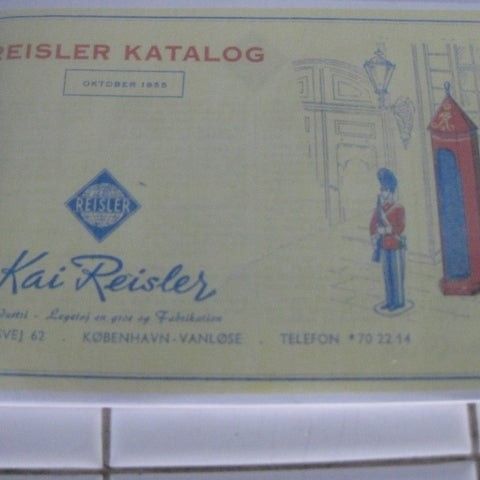 REISLER KATALOG
OKTOBER 1955
REISLER
Kai Reisler
- Legetøj en gros og Fabrikation
62 . KØBENHAVN-VANLØSE . TELEFON *70 22 14